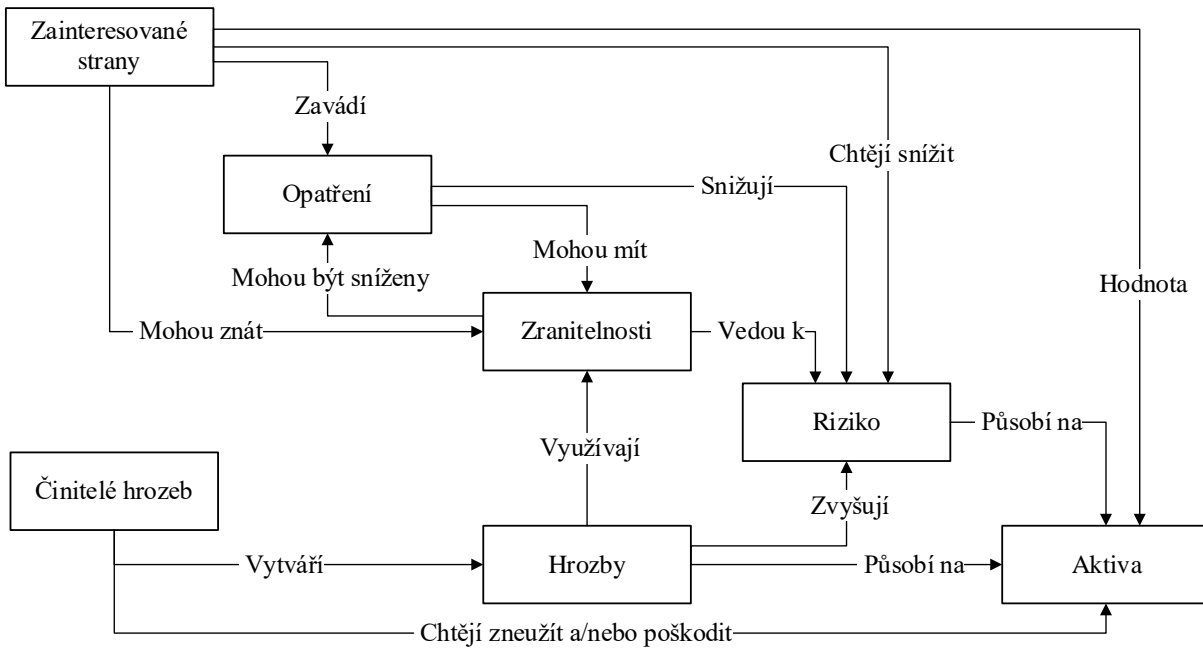 Zainteresované
strany
Zavádí
Chtějí snížit
Opatření
Snižují
Mohou mít
Mohou být sníženy
Hodnota
Mohou znát
Zranitelnosti
Vedou k
Riziko
Působí na
Využívají
Činitelé hrozeb
Zvyšují
Vytváří
Hrozby
Působí na
Aktiva
Chtějí zneužít a/nebo poškodit